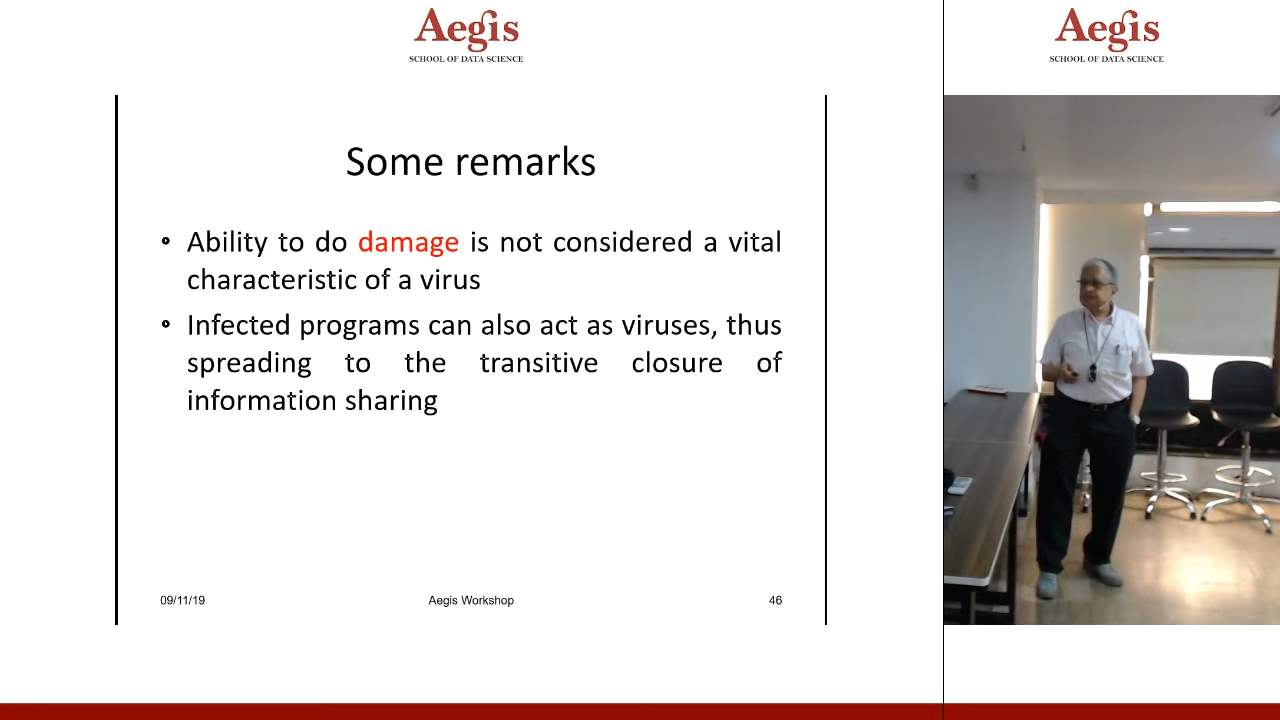 Aegis
SCHOOL OF DATA SCIENCE
Aegis
SCHOOL OF DATA SCIENCE
Some remarks
• Ability to do damage is not considered a vital
characteristic of a virus
• Infected programs can also act as viruses, thus
spreading to the transitive closure of
information sharing
09/11/19
Aegis Workshop
46